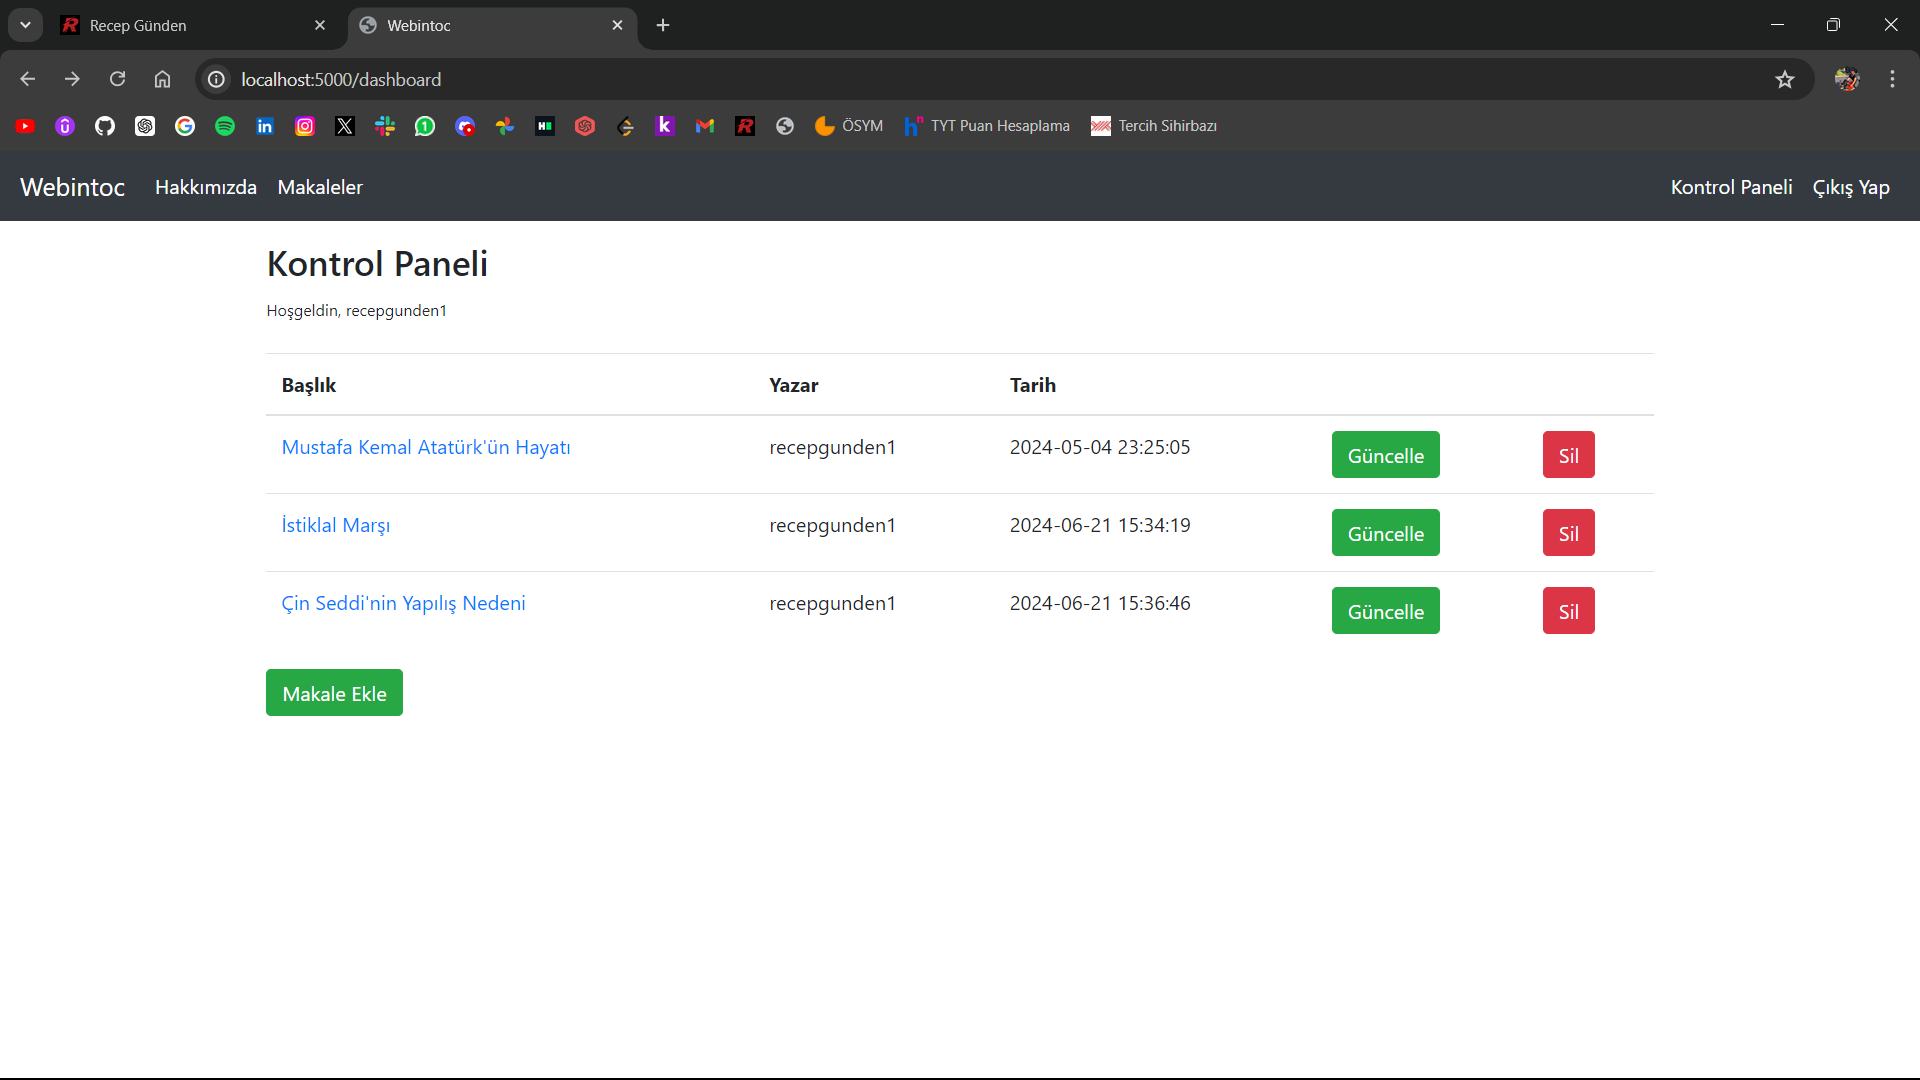 Recep Günden
Webintoc
localhost:5000/dashboard
ÖSYM
TYT Puan Hesaplama
Tercih Sihirbazı
Webintoc Hakkımızda Makaleler Kontrol Paneli Çıkış Yap
Kontrol Paneli
Hoşgeldin, recepgunden1
Başlık Yazar Tarih
Mustafa Kemal Atatürk'ün Hayatı recepgunden1 2024-05-04 23:25:05 Güncelle Sil
İstiklal Marşı recepgunden1 2024-06-21 15:34:19 Güncelle Sil
Çin Seddi'nin Yapılış Nedeni recepgunden1 2024-06-21 15:36:46 Güncelle Sil
Makale Ekle